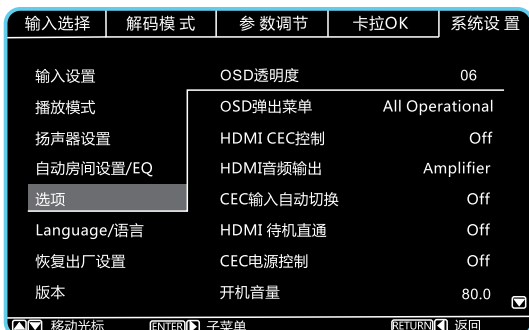 输入选择 解码模式 参数调节 卡拉OK 系统设置
输入设置 OSD透明度 06
播放模式 OSD弹出菜单 All Operational
扬声器设置 HDMI CEC控制 Off
自动房间设置/EQ HDMI音频输出 Amplifier
选项 CEC输入自动切换 Off
Language/语言 HDMI 待机直通 Off
恢复出厂设置 CEC电源控制 Off
版本 开机音量 80.0
移动光标 ENTER 子菜单 RETURN 返回